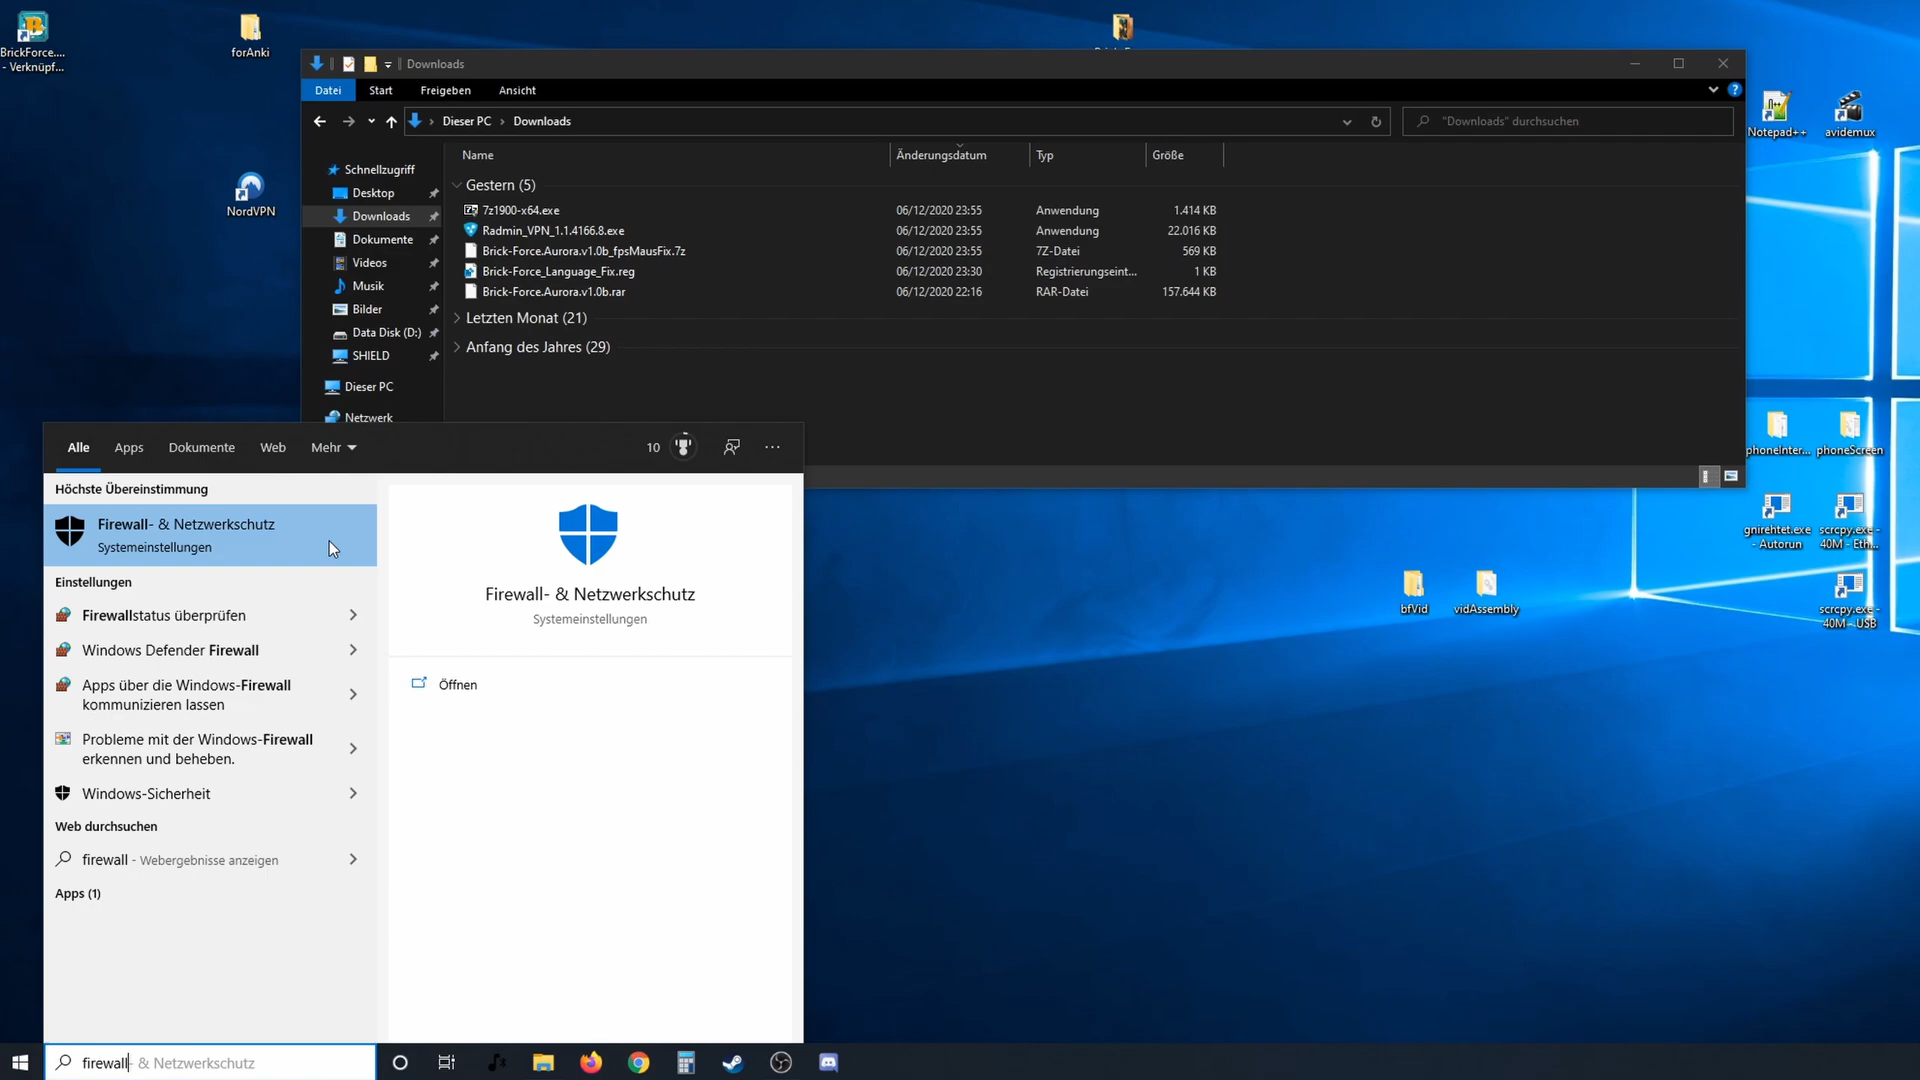 BrickForce....
- Verknüpf...
forAnki
NordVPN
Downloads
Datei Start Freigeben Ansicht
Dieser PC Downloads
"Downloads" durchsuchen
Schnellzugriff
Desktop
Downloads
Dokumente
Videos
Musik
Bilder
Data Disk (D:)
SHIELD
Dieser PC
Netzwerk
Name Änderungsdatum Typ Größe
Gestern (5)
7z1900-x64.exe 06/12/2020 23:55 Anwendung 1.414 KB
Radmin_VPN_1.1.4166.8.exe 06/12/2020 23:55 Anwendung 22.016 KB
Brick-Force.Aurora.v1.0b_fpsMausFix.7z 06/12/2020 23:55 7Z-Datei 569 KB
Brick-Force_Language_Fix.reg 06/12/2020 23:30 Registrierungseint... 1 KB
Brick-Force.Aurora.v1.0b.rar 06/12/2020 22:16 RAR-Datei 157.644 KB
Letzten Monat (21)
Anfang des Jahres (29)
Notepad++
avidemux
phoneInter...
phoneScreen
gnirehtet.exe
- Autorun
scrcpy.exe -
40M - Eth...
scrcpy.exe -
40M - USB
bfVid
vidAssembly
Alle Apps Dokumente Web Mehr 10
Höchste Übereinstimmung
Firewall- & Netzwerkschutz
Systemeinstellungen
Einstellungen
Firewallstatus überprüfen
Windows Defender Firewall
Apps über die Windows-Firewall
kommunizieren lassen
Probleme mit der Windows-Firewall
erkennen und beheben.
Windows-Sicherheit
Web durchsuchen
firewall - Webergebnisse anzeigen
Apps (1)
Firewall- & Netzwerkschutz
Systemeinstellungen
Öffnen
firewall- & Netzwerkschutz